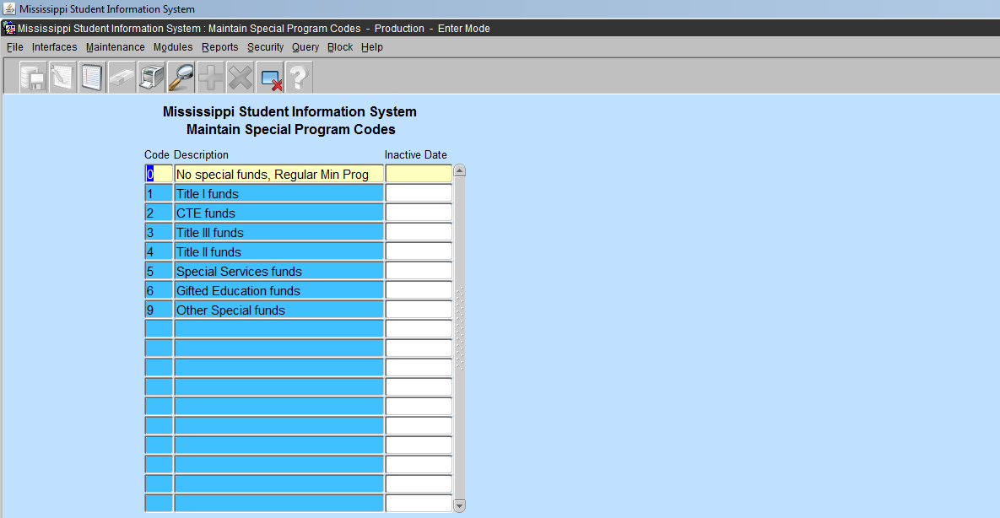 Mississippi Student Information System
Mississippi Student Information System : Maintain Special Program Codes - Production - Enter Mode
File Interfaces Maintenance Modules Reports Security Query Block Help
Mississippi Student Information System
Maintain Special Program Codes
Code Description Inactive Date
0 No special funds, Regular Min Prog
1 Title I funds
2 CTE funds
3 Title III funds
4 Title II funds
5 Special Services funds
6 Gifted Education funds
9 Other Special funds